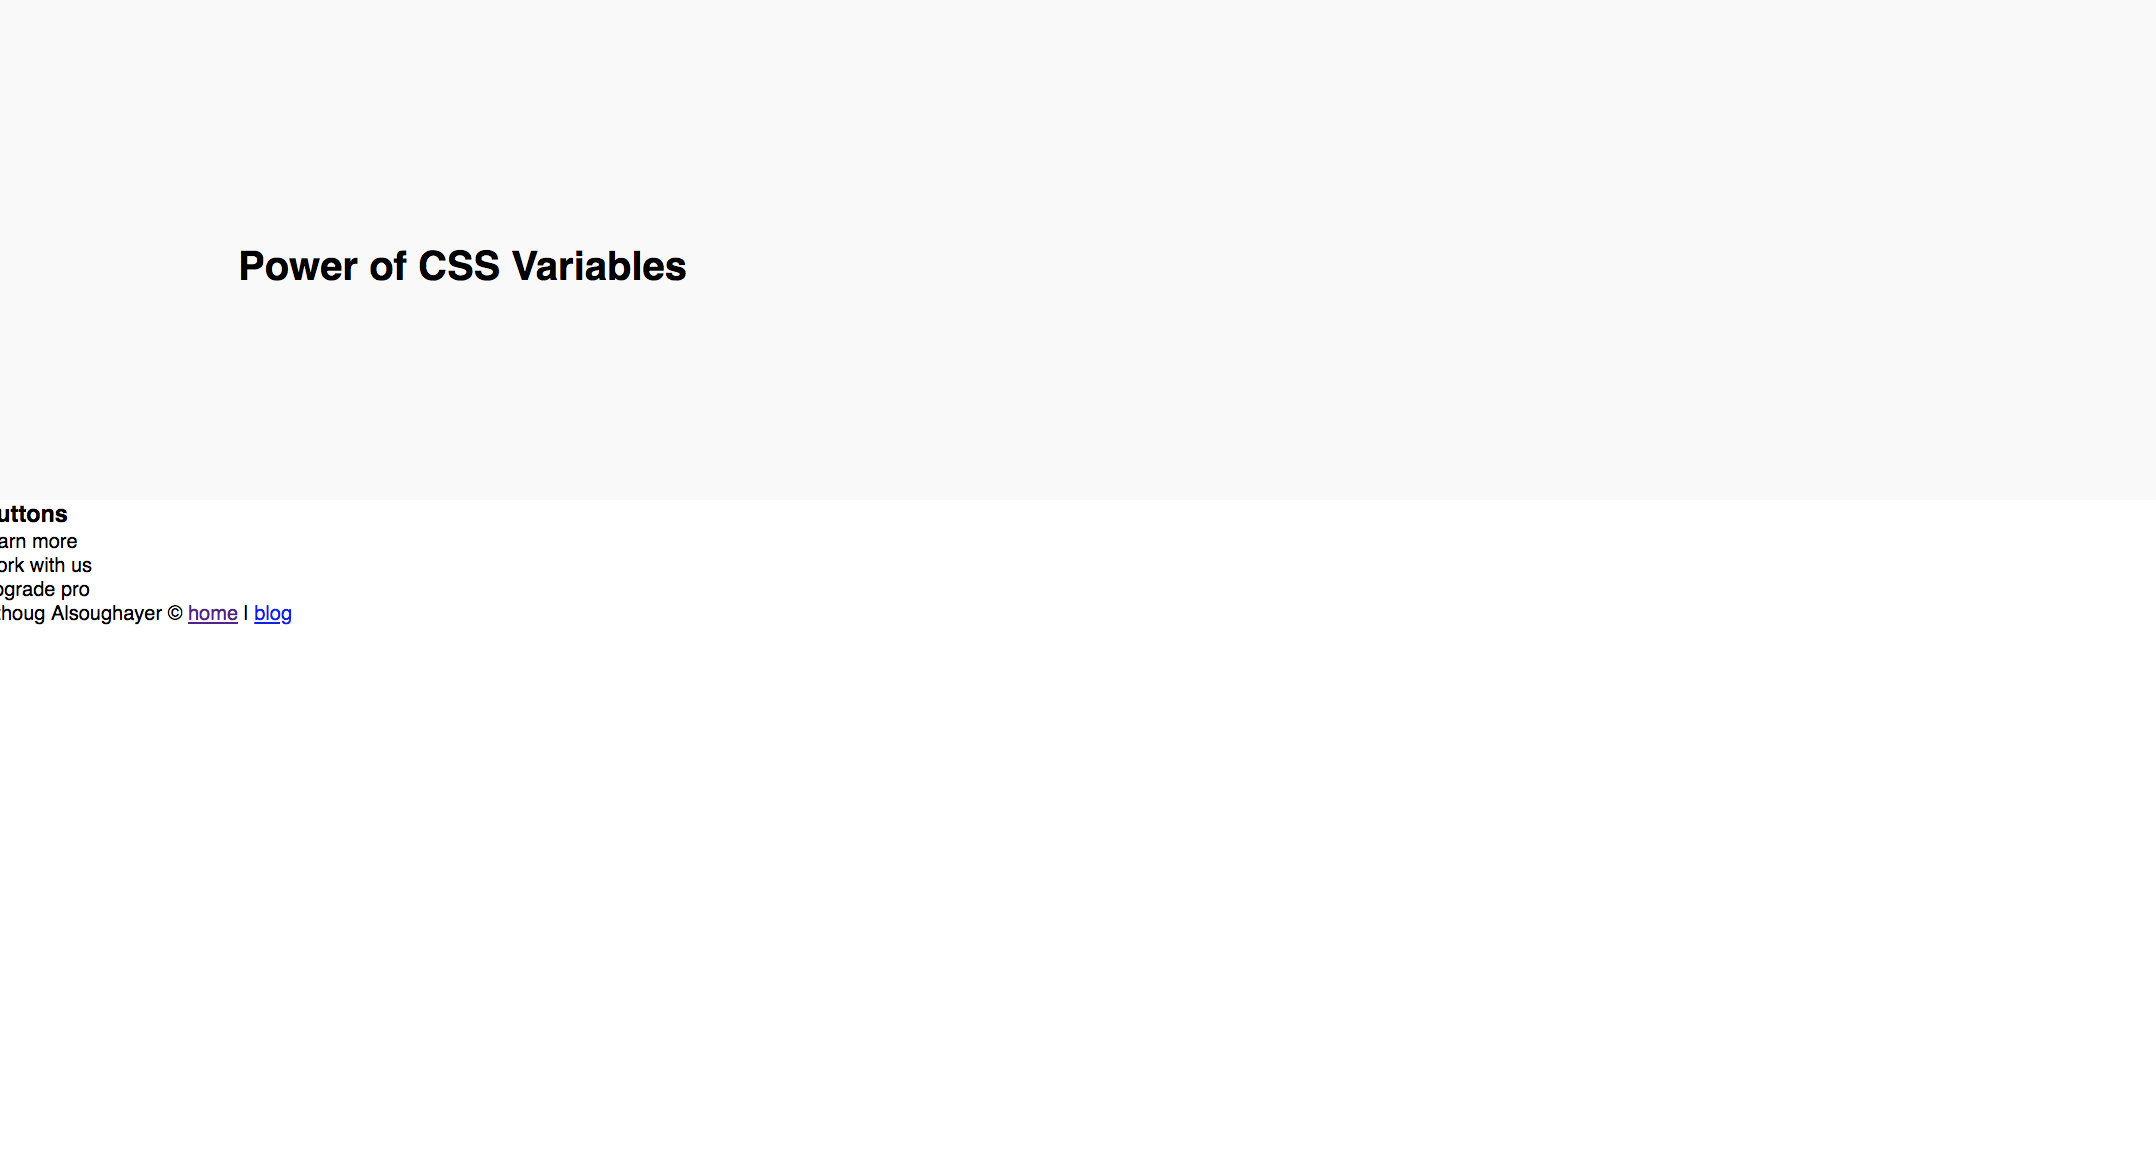 Power of CSS Variables
uttons
arn more
ork with us
ograde pro
houg Alsoughayer © home | blog